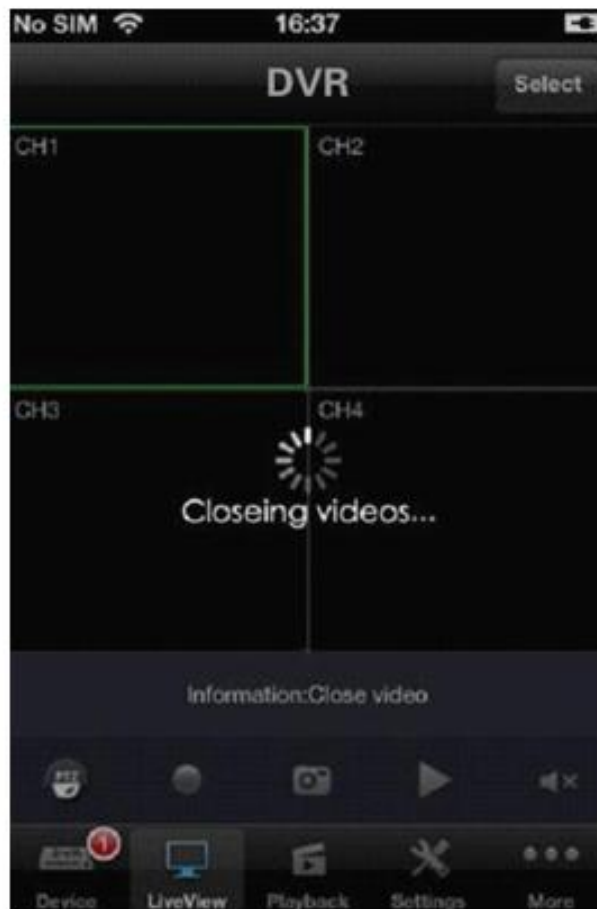 No SIM 16:37
DVR Select
CH1 CH2
CH3 CH4
Closeing videos...
Information:Close video
PTZ
1
Device LiveView Playback Settings More